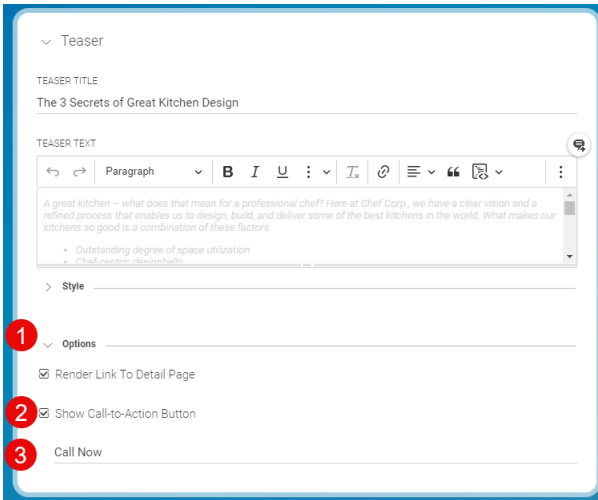 Teaser
TEASER TITLE
The 3 Secrets of Great Kitchen Design
TEASER TEXT
Paragraph B I U Tx
A great kitchen – what does that mean for a professional chef? Here at Chef Corp., we have a clear vision and a
refined process that enables us to design, build, and deliver some of the best kitchens in the world. What makes our
kitchens so good is a combination of these factors:
• Outstanding degree of space utilization
• Chef-centric designhello
Style
1
Options
Render Link To Detail Page
2 Show Call-to-Action Button
3 Call Now